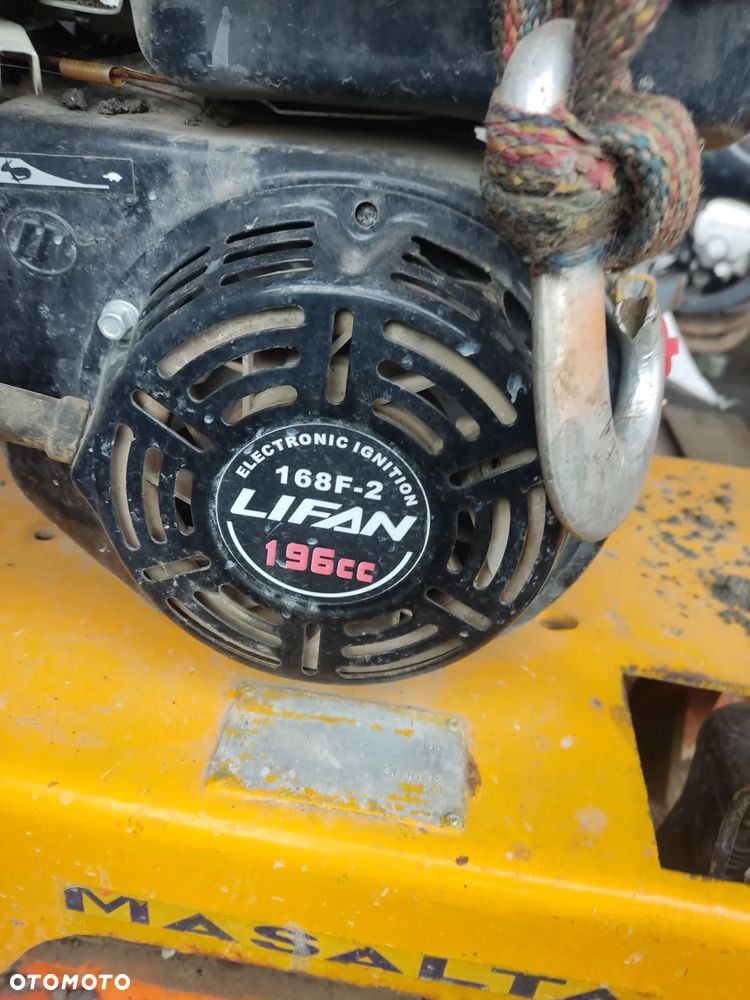 ELECTRONIC IGNITION
168F-2
LIFAN
196cc
MASALTA
OTOMOTO